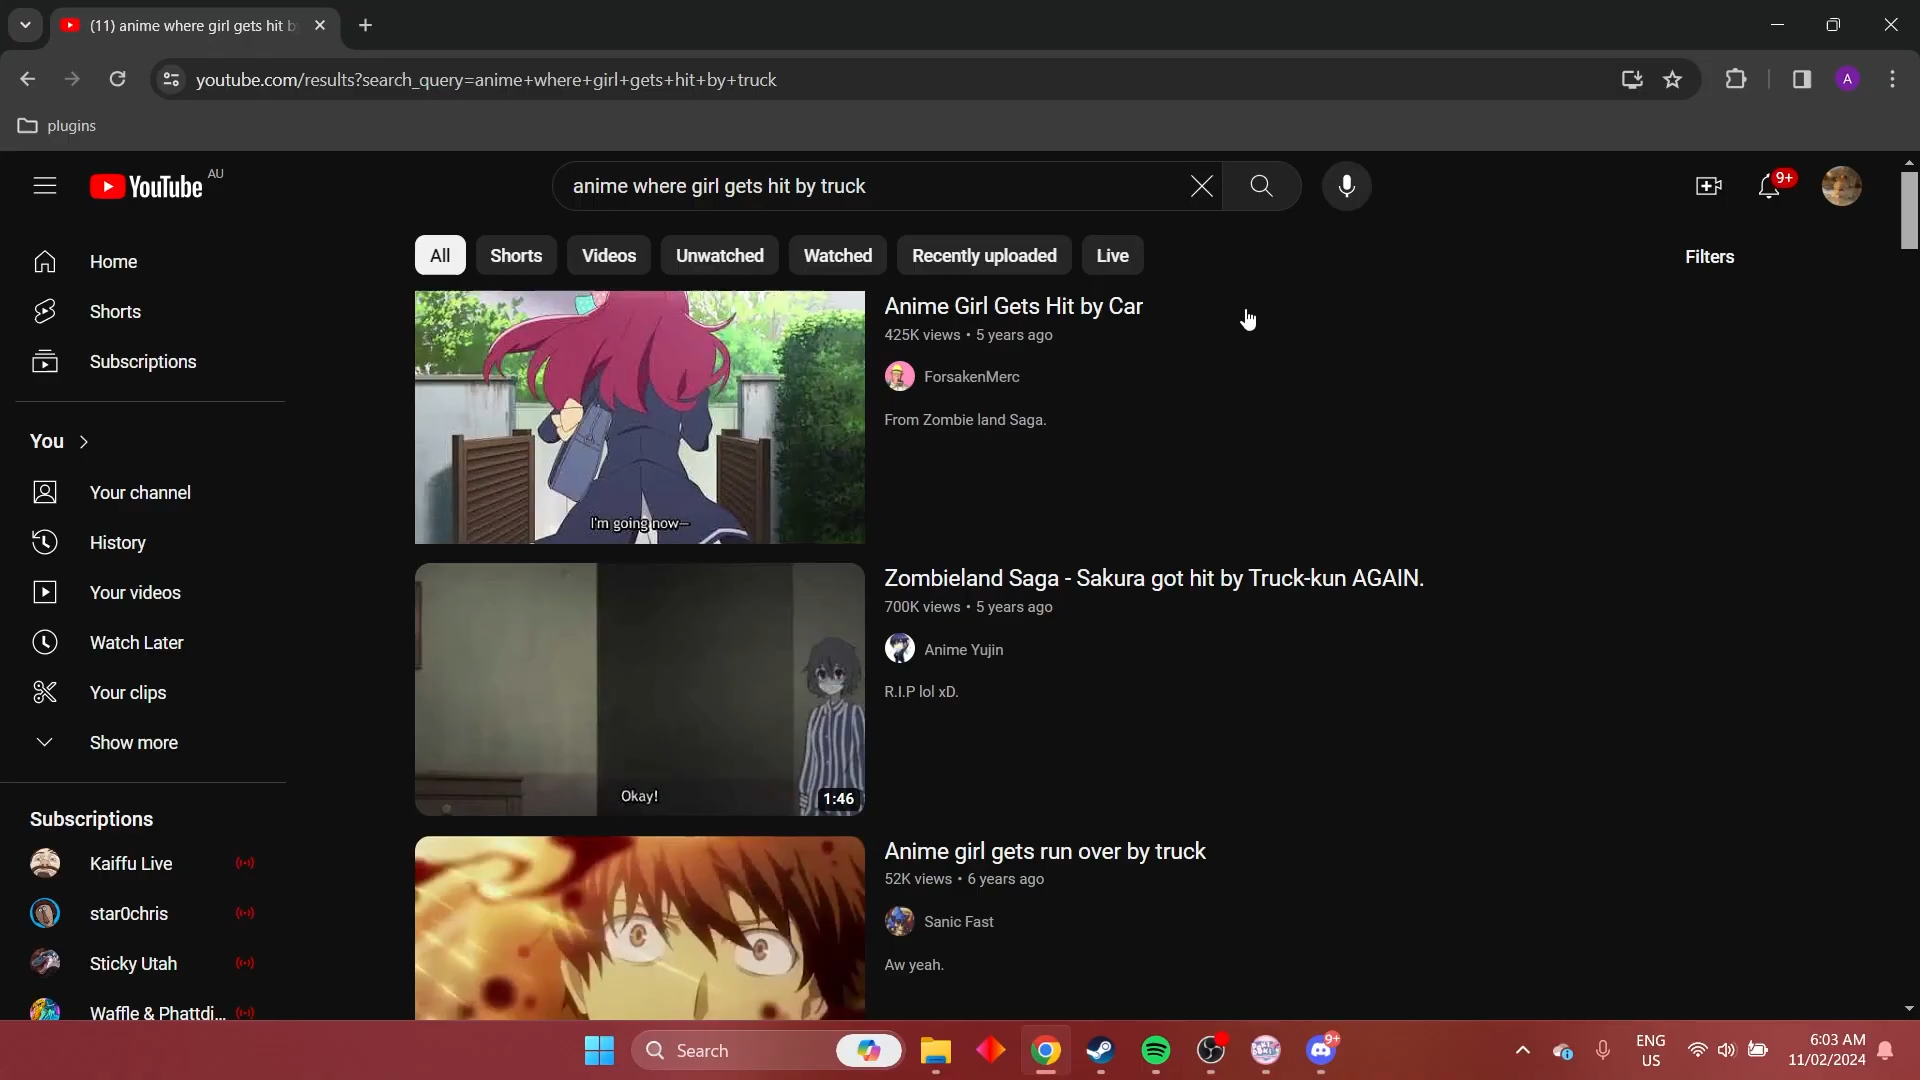 (11) anime where girl gets hit b
youtube.com/results?search_query=anime+where+girl+gets+hit+by+truck
A
plugins
YouTube AU
anime where girl gets hit by truck
9+
Home
Shorts
Subscriptions
You
Your channel
History
Your videos
Watch Later
Your clips
Show more
Subscriptions
Kaiffu Live
star0chris
Sticky Utah
Waffle & Phattdi...
All
Shorts
Videos
Unwatched
Watched
Recently uploaded
Live
Filters
I'm going now—
Anime Girl Gets Hit by Car
425K views • 5 years ago
ForsakenMerc
From Zombie land Saga.
Okay!
1:46
Zombieland Saga - Sakura got hit by Truck-kun AGAIN.
700K views • 5 years ago
Anime Yujin
R.I.P lol xD.
Anime girl gets run over by truck
52K views • 6 years ago
Sanic Fast
Aw yeah.
Search
9+
ENG
US
6:03 AM
11/02/2024